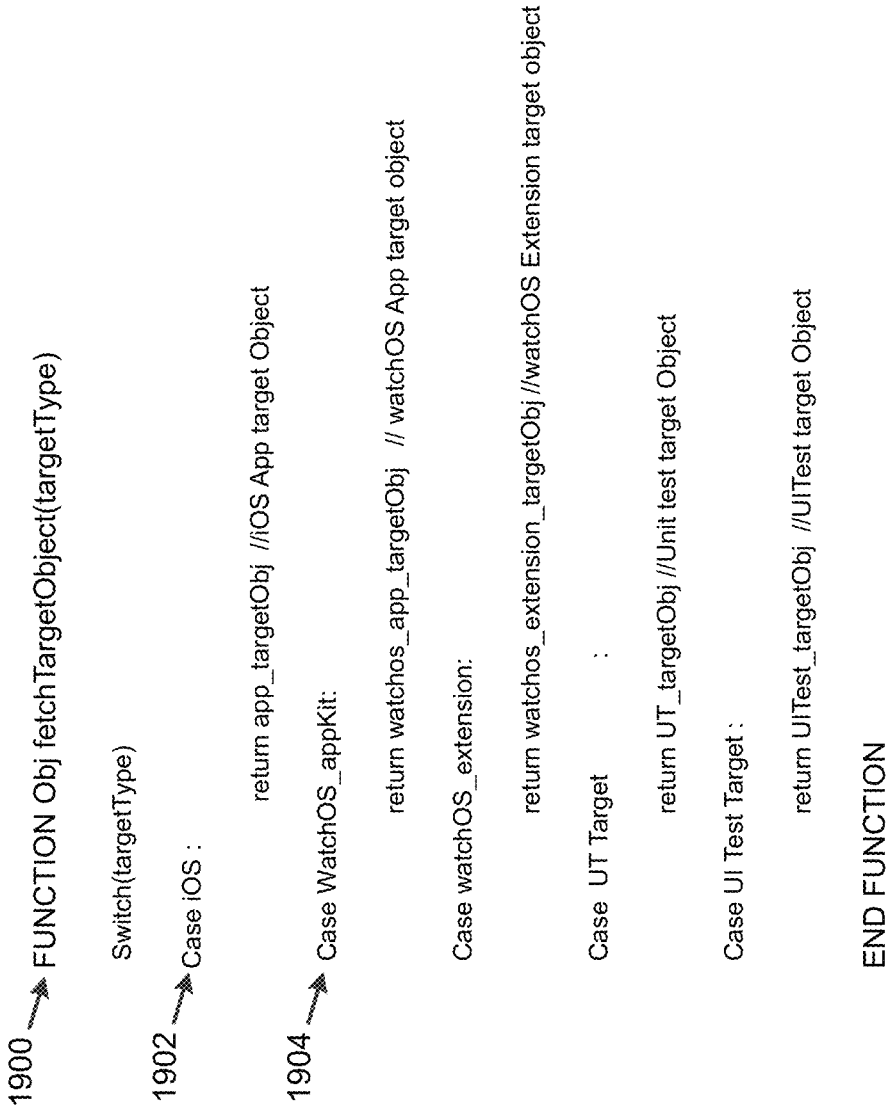 1900 FUNCTION Obj fetchTargetObject(targetType)
Switch(targetType)
1902 Case iOS :
return app_targetObj //iOS App target Object
1904 Case WatchOS_appKit:
return watchos_app_targetObj // watchOS App target object
Case watchOS_extension:
return watchos_extension_targetObj //watchOS Extension target object
Case UT Target :
return UT_targetObj //Unit test target Object
Case UI Test Target :
return UITest_targetObj //UITest target Object
END FUNCTION